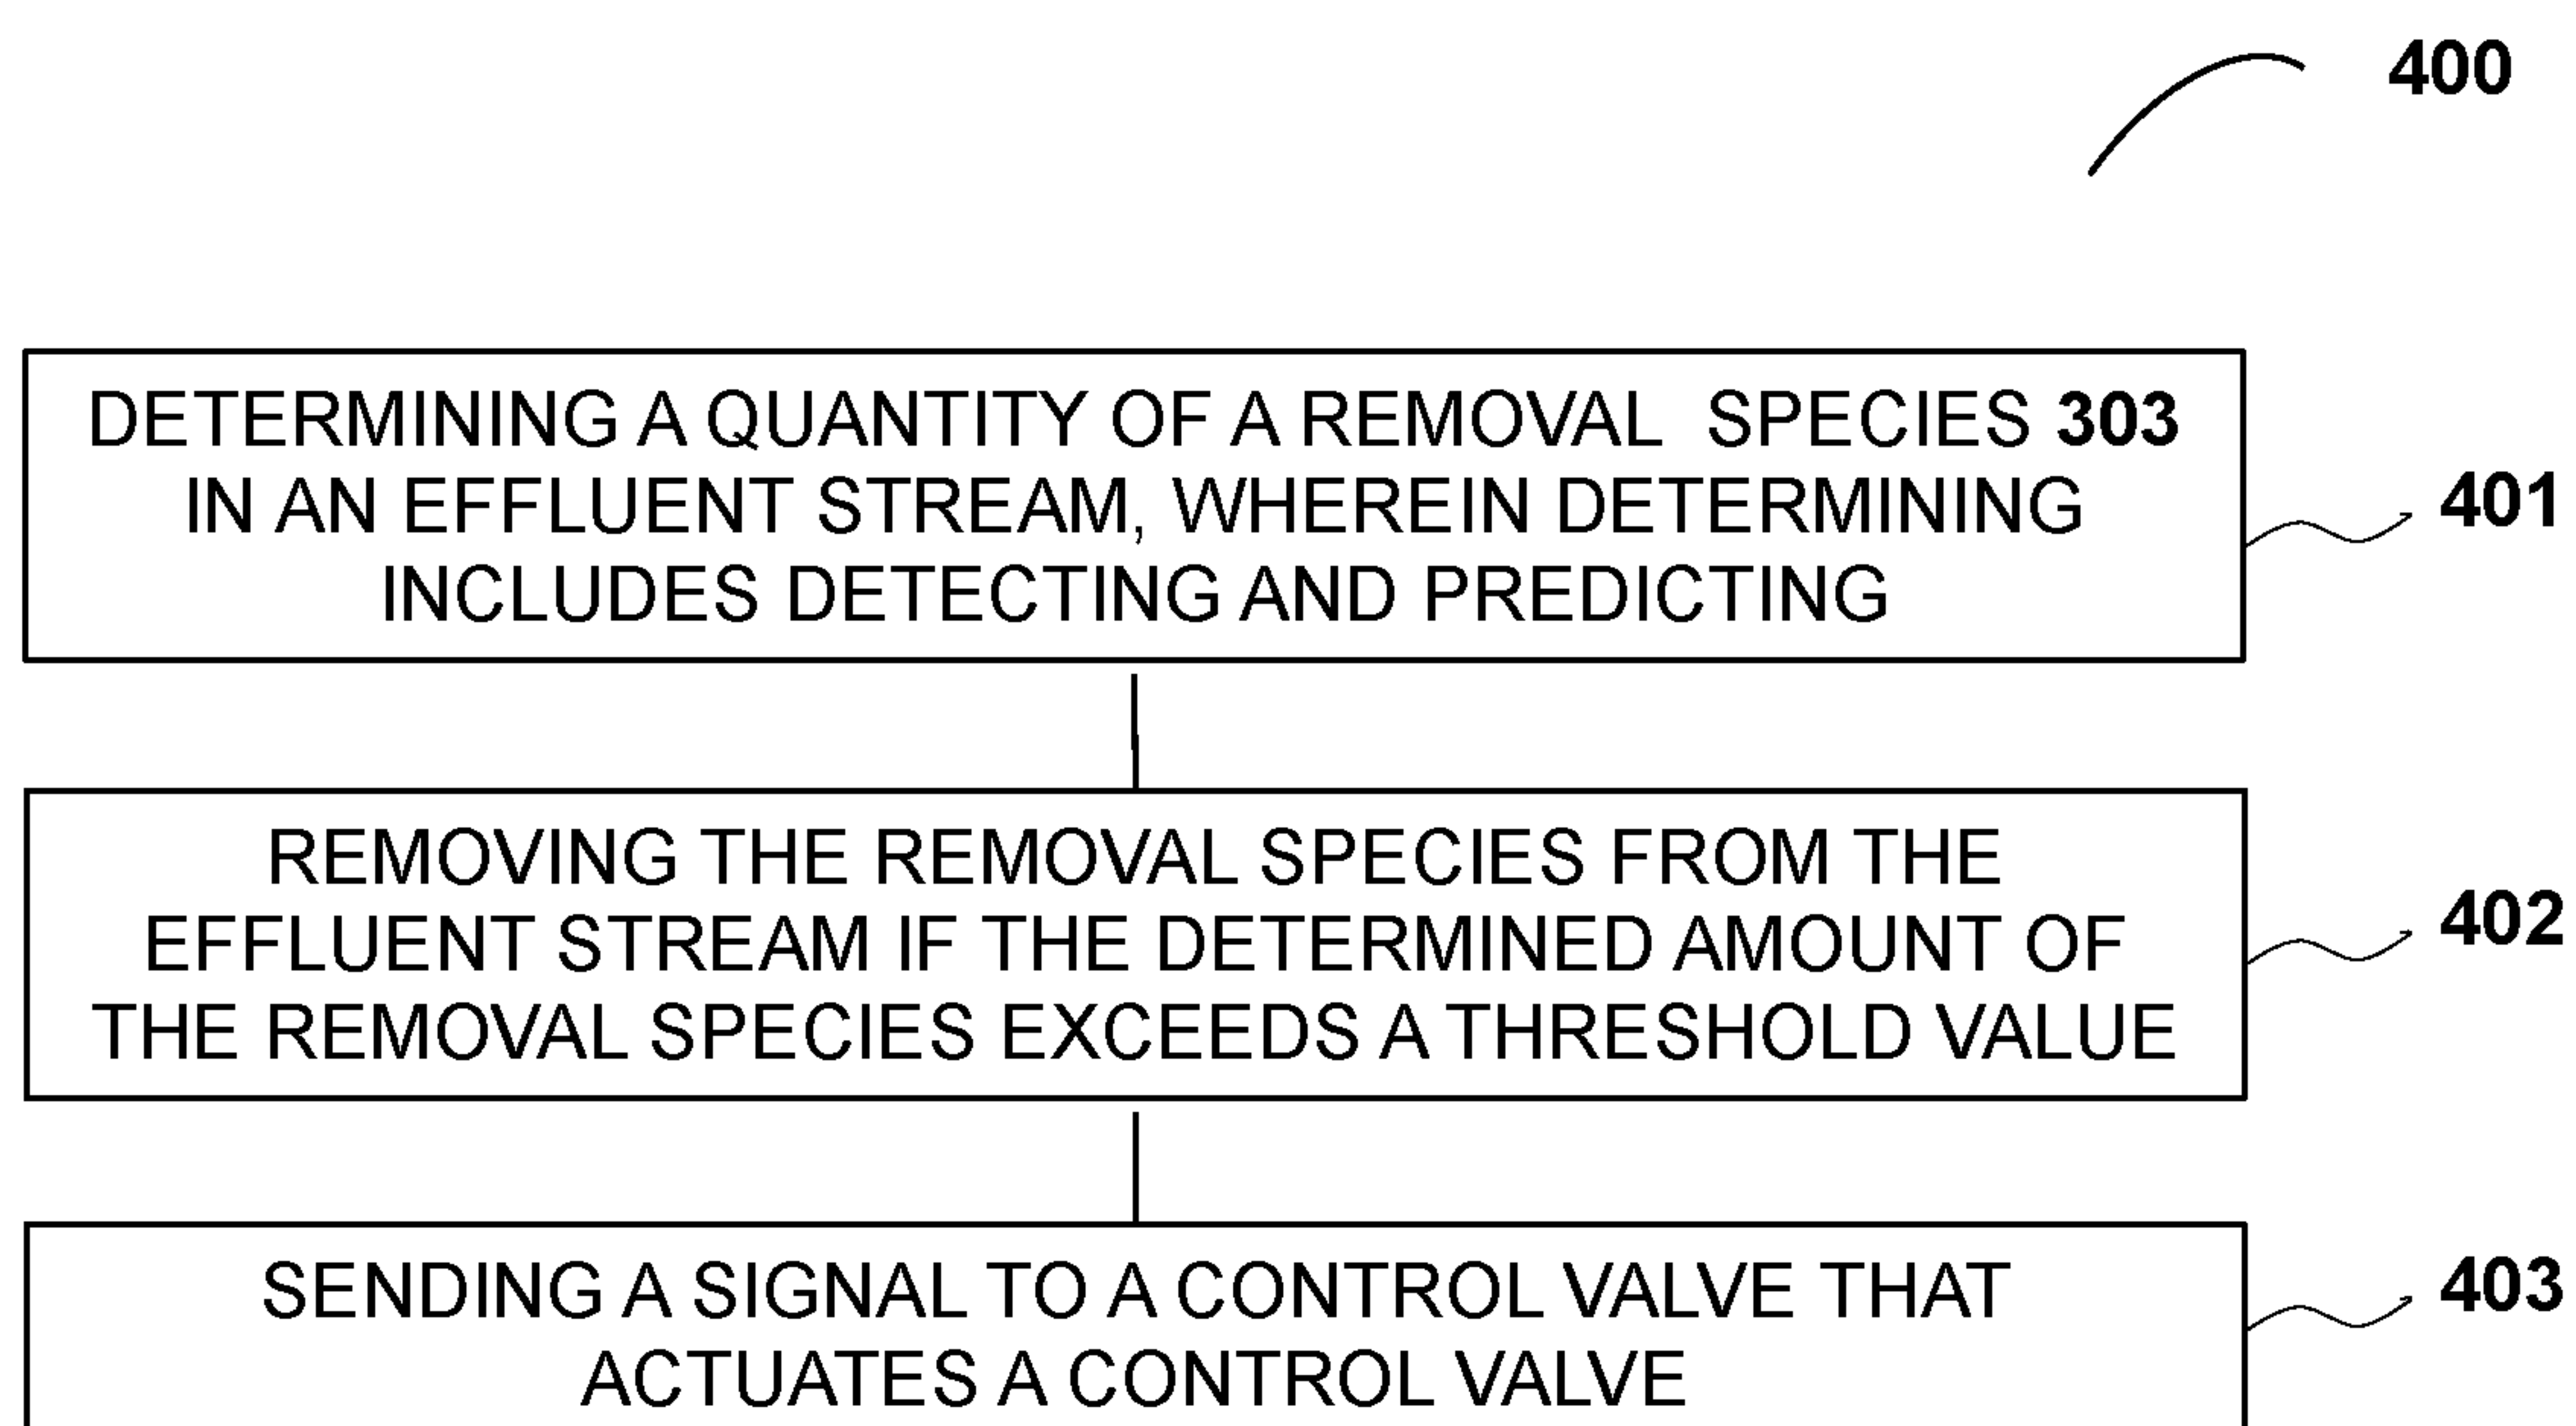 400
DETERMINING A QUANTITY OF A REMOVAL SPECIES 303
IN AN EFFLUENT STREAM, WHEREIN DETERMINING
INCLUDES DETECTING AND PREDICTING
401
REMOVING THE REMOVAL SPECIES FROM THE
EFFLUENT STREAM IF THE DETERMINED AMOUNT OF
THE REMOVAL SPECIES EXCEEDS A THRESHOLD VALUE
402
SENDING A SIGNAL TO A CONTROL VALVE THAT
ACTUATES A CONTROL VALVE
403